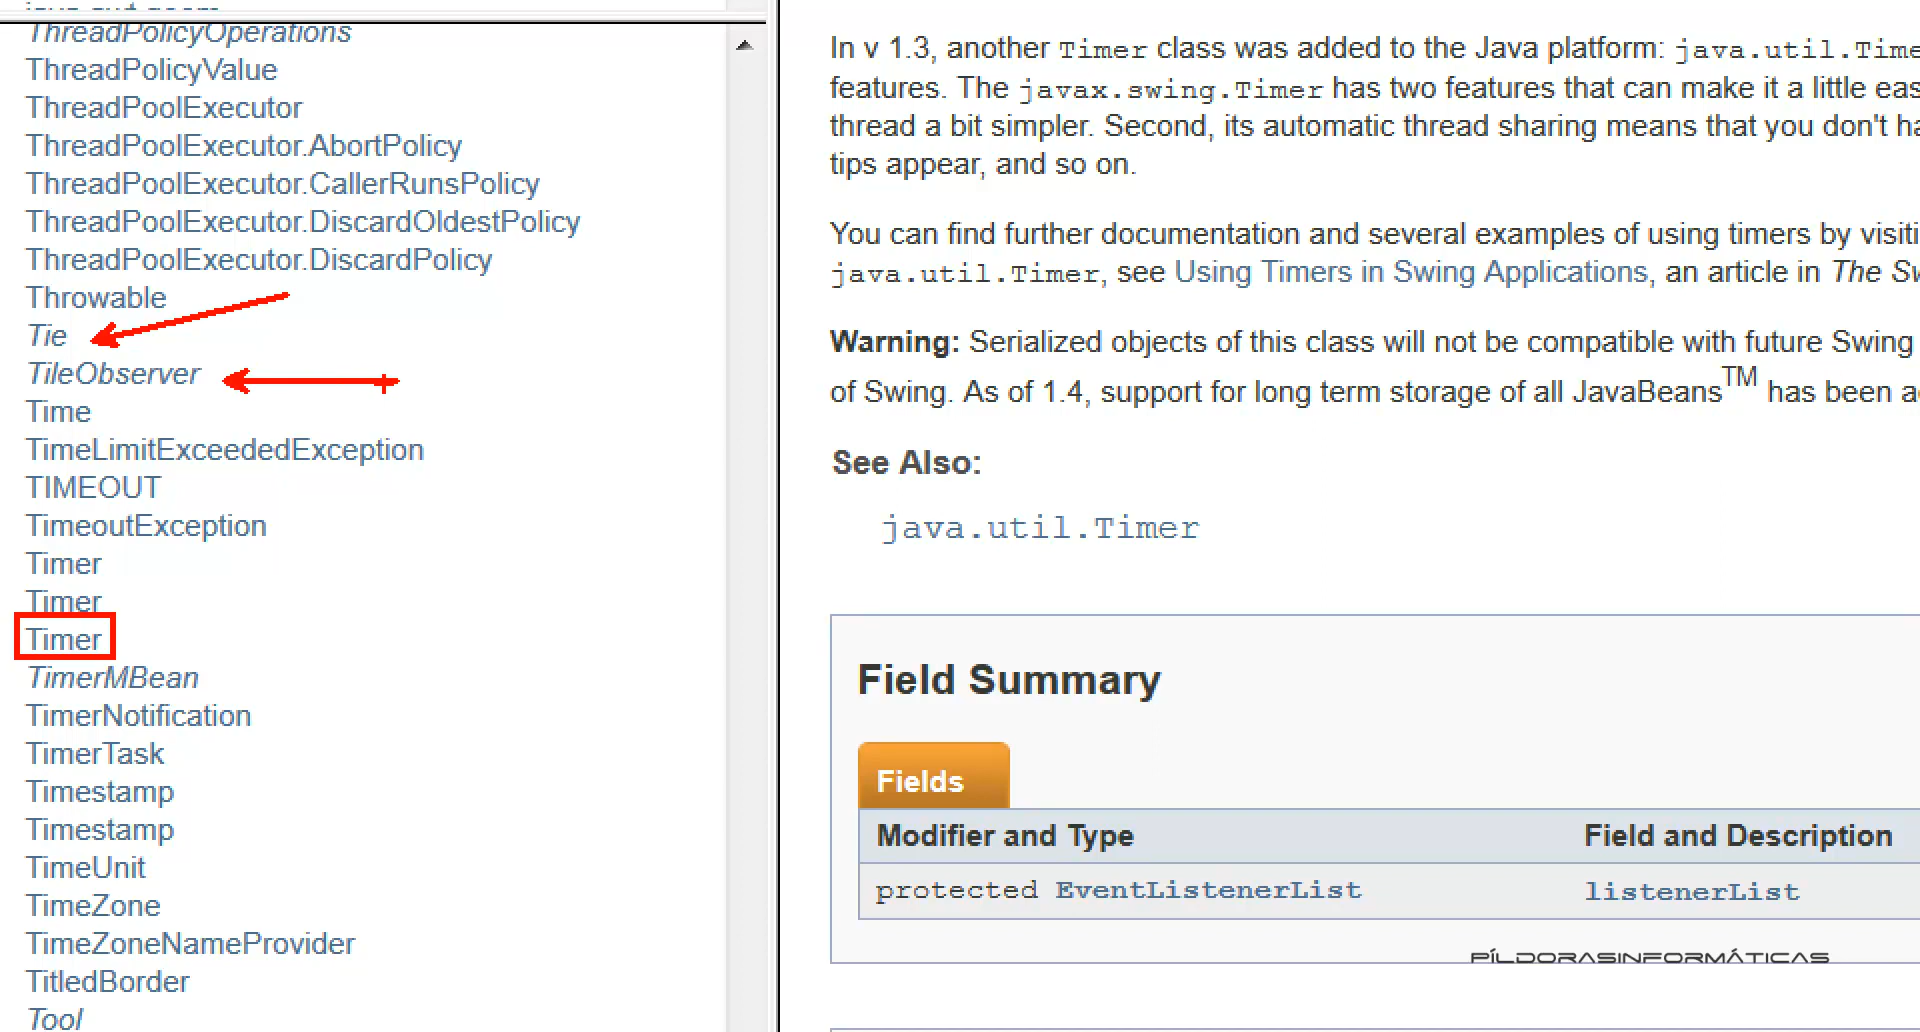 ThreadPolicyOperations
ThreadPolicyValue
ThreadPoolExecutor
ThreadPoolExecutor.AbortPolicy
ThreadPoolExecutor.CallerRunsPolicy
ThreadPoolExecutor.DiscardOldestPolicy
ThreadPoolExecutor.DiscardPolicy
Throwable
Tie
TileObserver
Time
TimeLimitExceededException
TIMEOUT
TimeoutException
Timer
Timer
Timer
TimerMBean
TimerNotification
TimerTask
Timestamp
Timestamp
TimeUnit
TimeZone
TimeZoneNameProvider
TitledBorder
Tool
In v 1.3, another Timer class was added to the Java platform: java.util.Time
features. The javax.swing.Timer has two features that can make it a little eas
thread a bit simpler. Second, its automatic thread sharing means that you don't ha
tips appear, and so on.
You can find further documentation and several examples of using timers by visiti
java.util.Timer, see Using Timers in Swing Applications, an article in The Sw
Warning: Serialized objects of this class will not be compatible with future Swing
of Swing. As of 1.4, support for long term storage of all JavaBeans™ has been a
See Also:
java.util.Timer
Field Summary
Fields
Modifier and Type Field and Description
protected EventListenerList listenerList
PÍLDORASINFORMÁTICAS